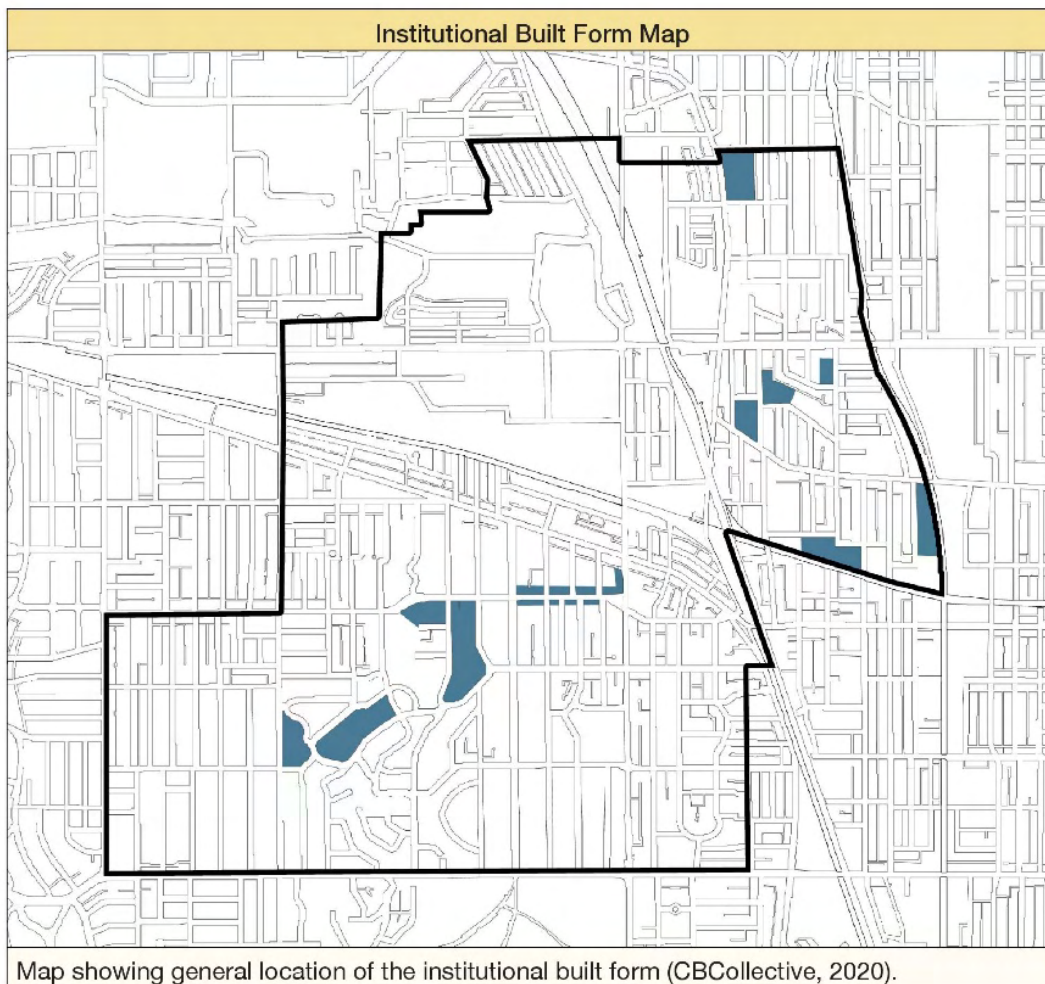 Institutional Built Form Map
Map showing general location of the institutional built form (CBCollective, 2020).